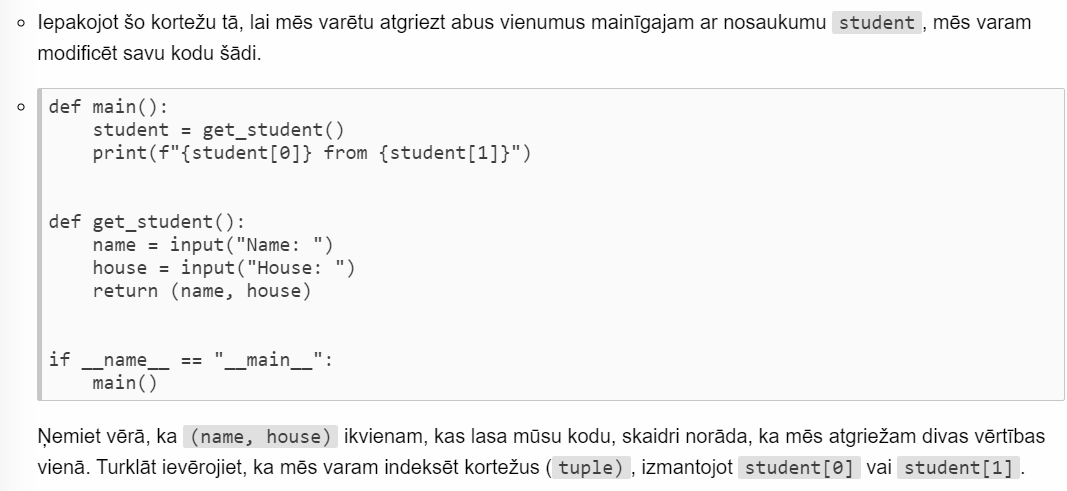 Iepakojot šo kortežu tā, lai mēs varētu atgriezt abus vienumus mainīgajam ar nosaukumu student, mēs varam
modificēt savu kodu šādi.
def main():
    student = get_student()
    print(f"{student[0]} from {student[1]}")
def get_student():
    name = input("Name: ")
    house = input("House: ")
    return (name, house)
if __name__ == "__main__":
    main()
Ņemiet vērā, ka (name, house) ikvienam, kas lasa mūsu kodu, skaidri norāda, ka mēs atgriežam divas vērtības
vienā. Turklāt ievērojiet, ka mēs varam indeksēt kortežus (tuple), izmantojot student[0] vai student[1].